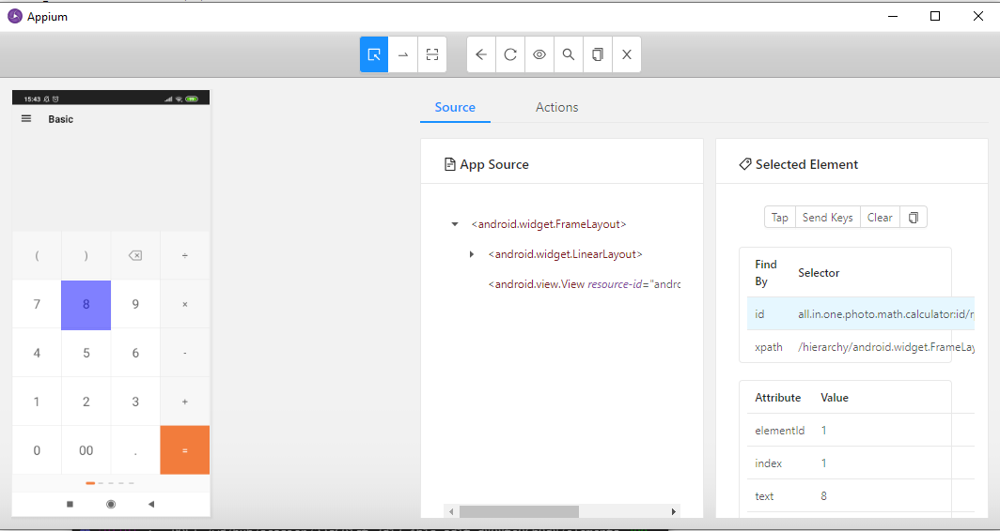 Appium
15:43
Basic
( ) ÷
7 8 9 ×
4 5 6 -
1 2 3 +
0 00 . =
Source Actions
App Source
<android.widget.FrameLayout>
<android.widget.LinearLayout>
<android.view.View resource-id="andro
Selected Element
Tap Send Keys Clear
Find By Selector
id all.in.one.photo.math.calculator:id/
xpath /hierarchy/android.widget.FrameLay
Attribute Value
elementId 1
index 1
text 8